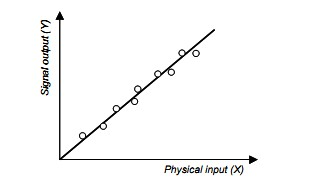 Signal output (Y)
Physical input (X)